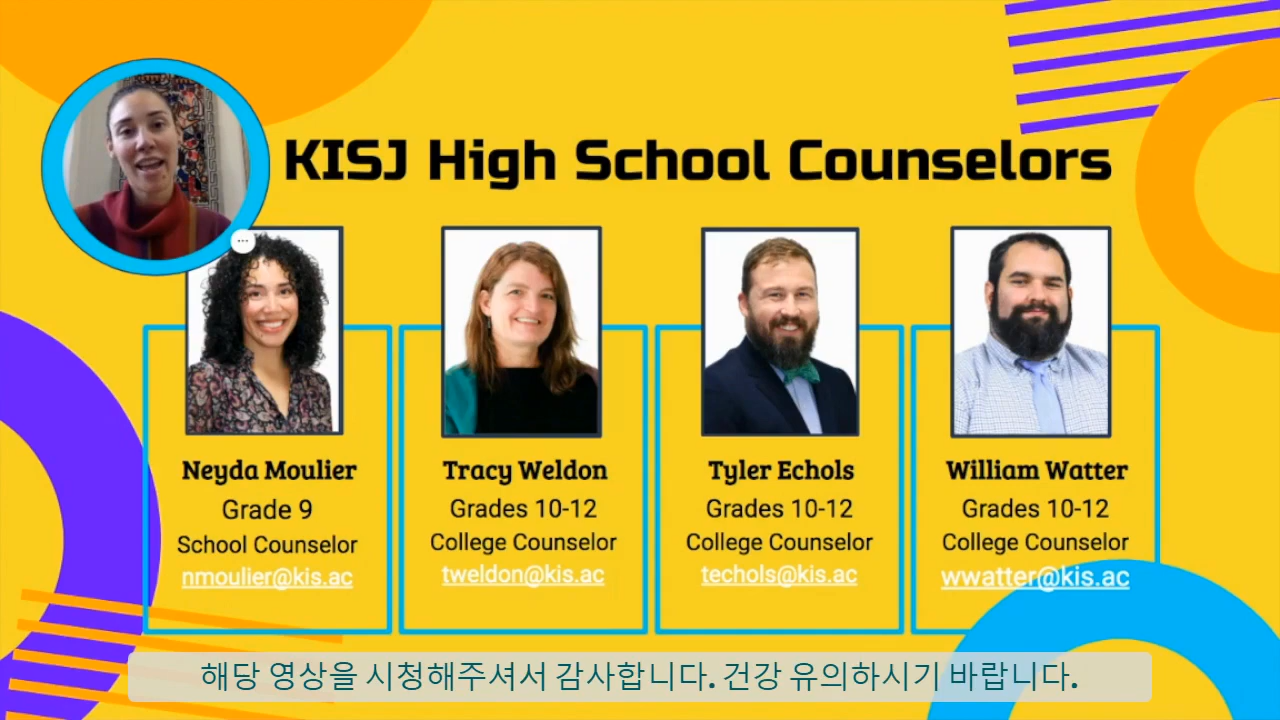 KISJ High School Counselors
Neyda Moulier
Grade 9
School Counselor
nmoulier@kis.ac
Tracy Weldon
Grades 10-12
College Counselor
tweldon@kis.ac
Tyler Echols
Grades 10-12
College Counselor
techols@kis.ac
William Watter
Grades 10-12
College Counselor
wwatter@kis.ac
해당 영상을 시청해주셔서 감사합니다. 건강 유의하시기 바랍니다.